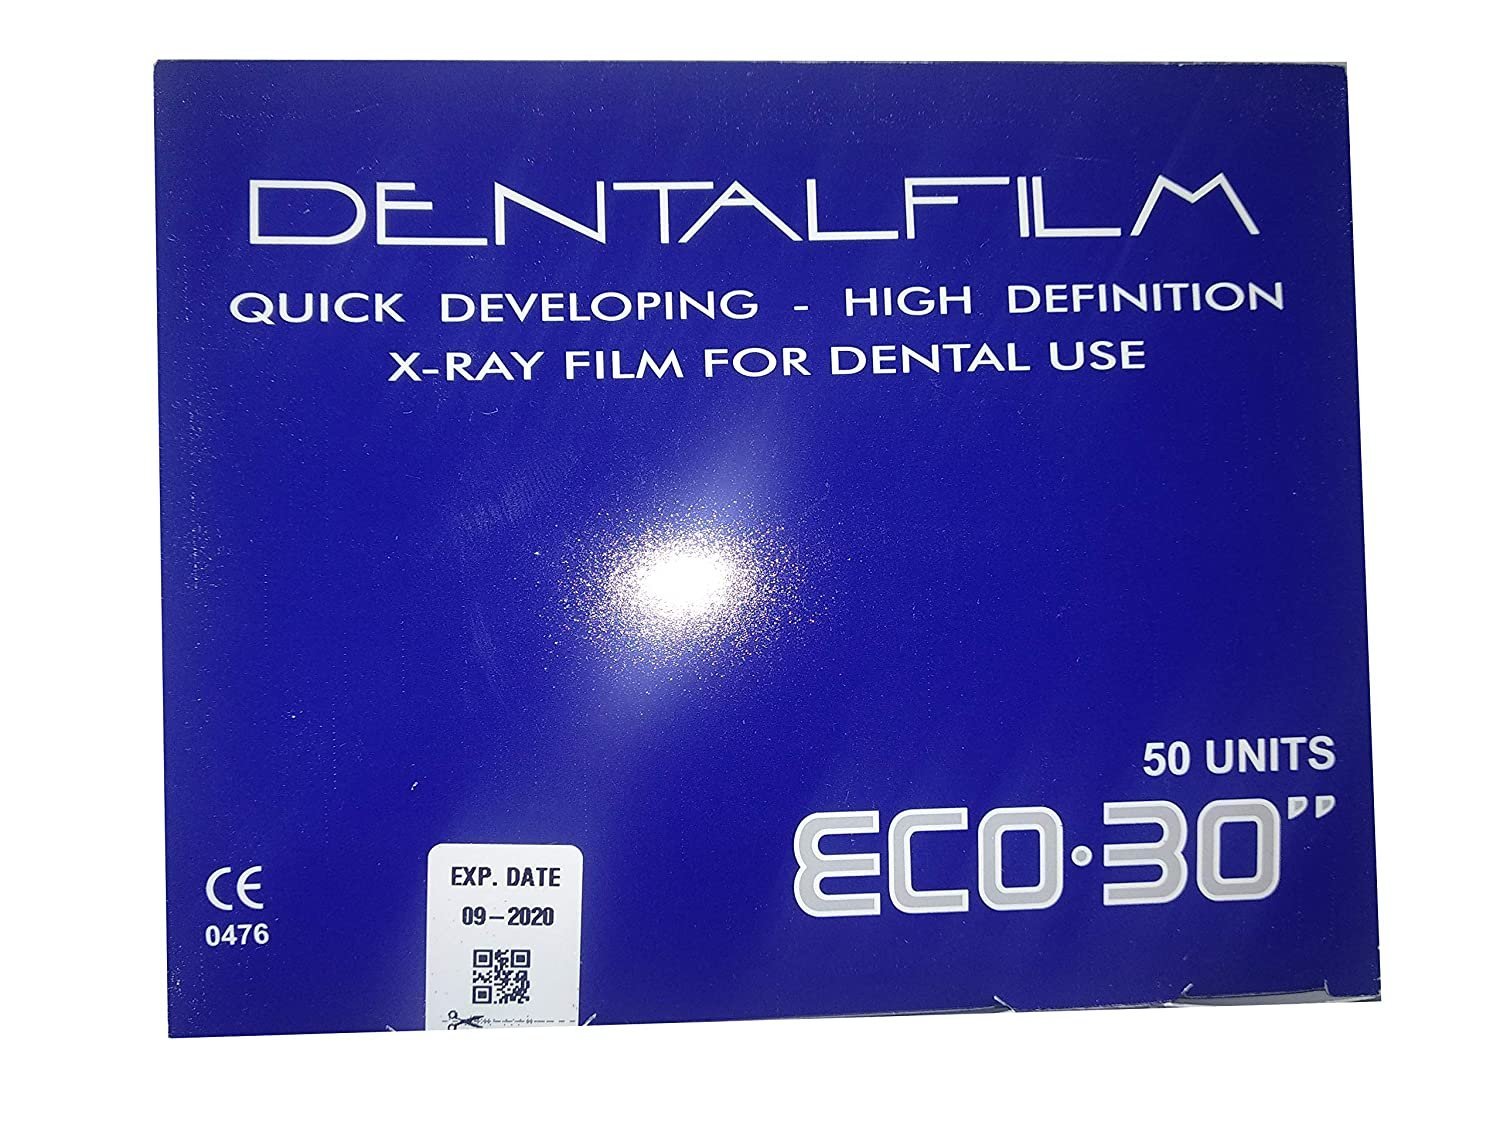 DENTALFILM
QUICK DEVELOPING - HIGH DEFINITION
X-RAY FILM FOR DENTAL USE
50 UNITS
ECO·30"
CE
0476
EXP. DATE
09-2020